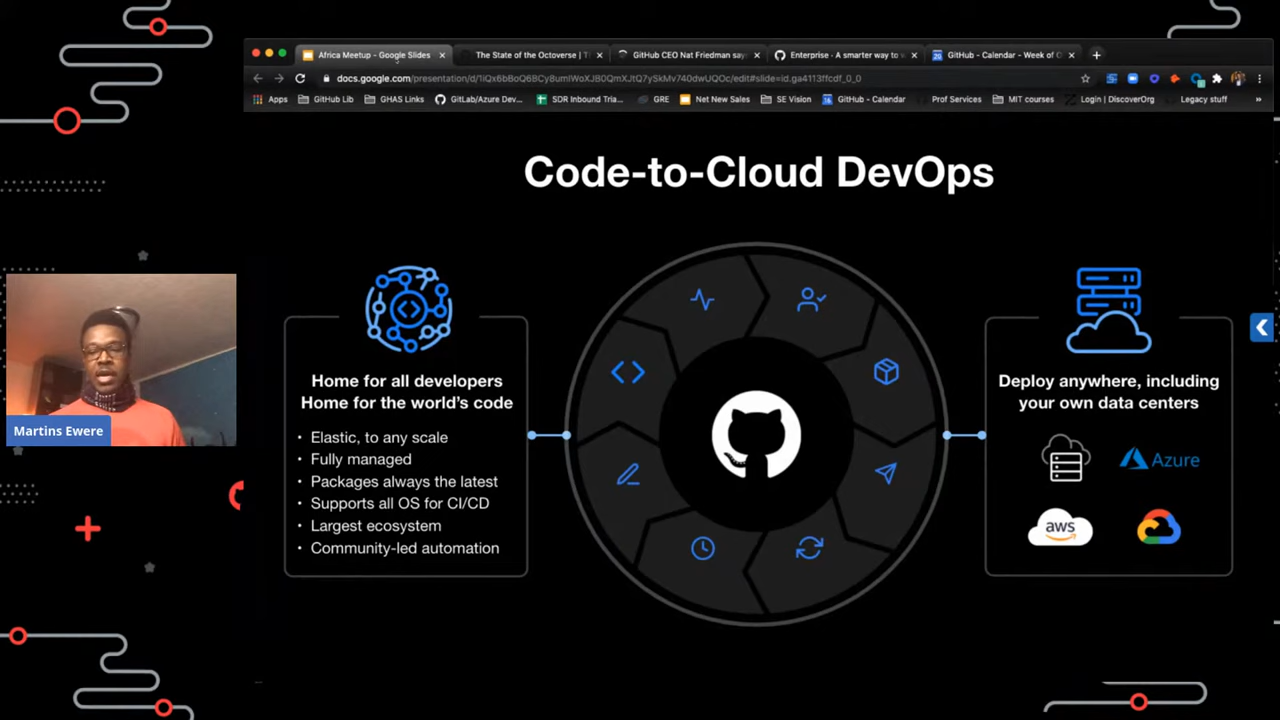 Africa Meetup - Google Slides
The State of the Octoverse | T
GitHub CEO Nat Friedman say
Enterprise - A smarter way to
GitHub - Calendar - Week of
Apps
GitHub Lib
GHAS Links
GitLab/Azure Dev...
SDR Inbound Tria...
GRE
Net New Sales
SE Vision
GitHub - Calendar
Prof Services
MIT courses
Login | DiscoverOrg
Legacy stuff
»
Code-to-Cloud DevOps
Home for all developers
Home for the world's code
• Elastic, to any scale
• Fully managed
• Packages always the latest
• Supports all OS for CI/CD
• Largest ecosystem
• Community-led automation
Deploy anywhere, including
your own data centers
Azure
aws
Martins Ewere